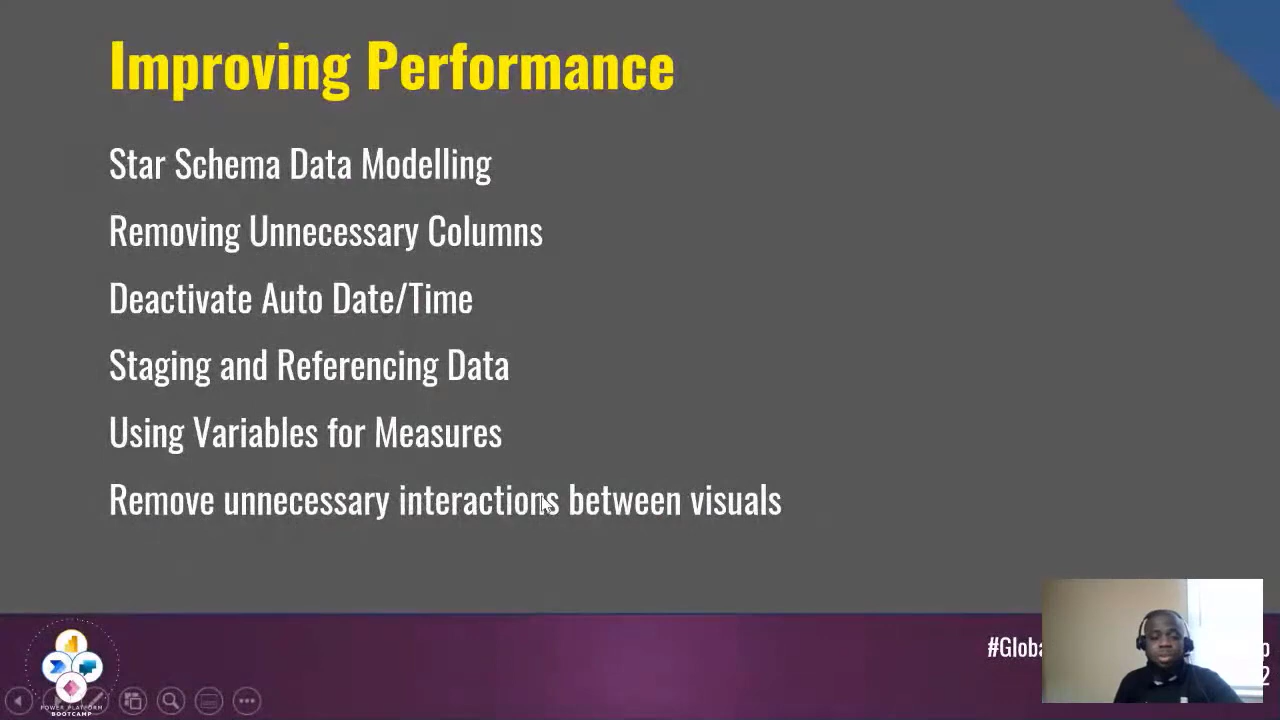 Improving Performance
Star Schema Data Modelling
Removing Unnecessary Columns
Deactivate Auto Date/Time
Staging and Referencing Data
Using Variables for Measures
Remove unnecessary interactions between visuals
POWER PLATFORM
BOOTCAMP